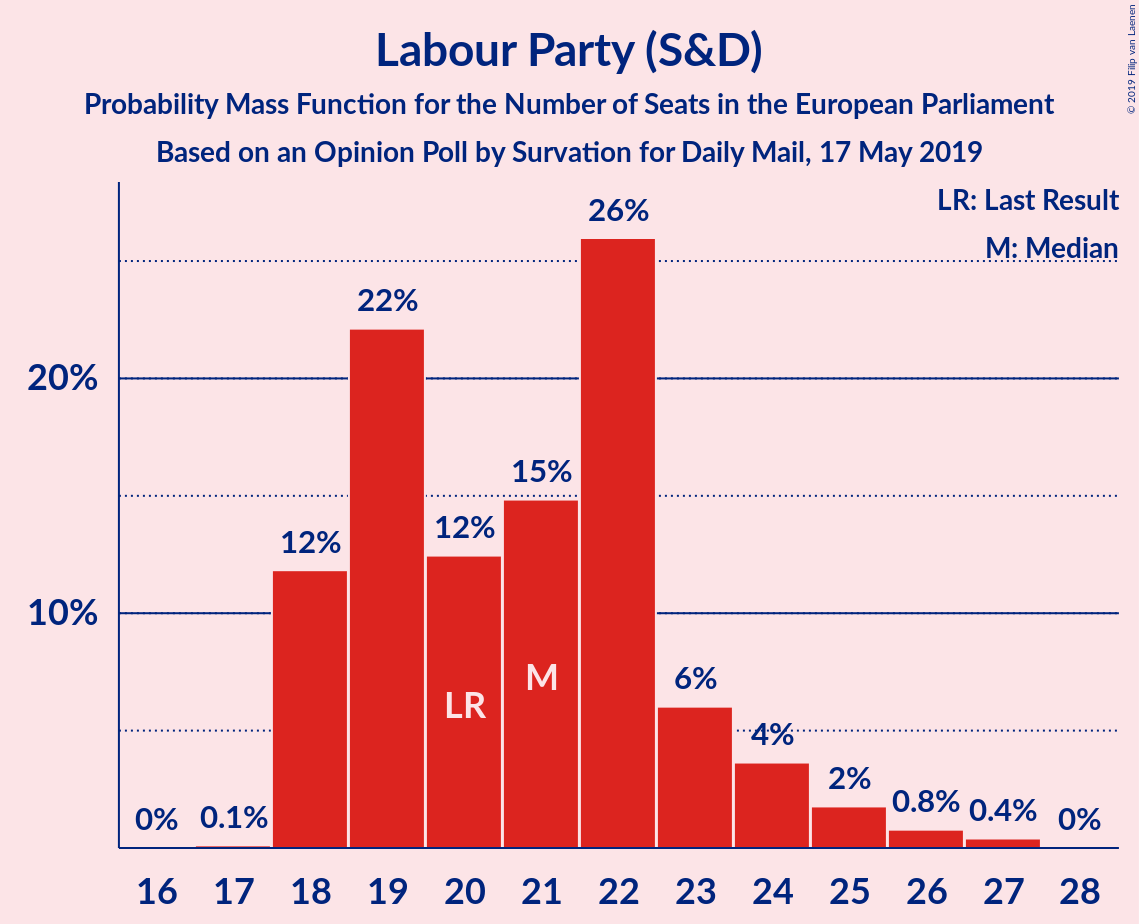 Labour Party (S&D)
Probability Mass Function for the Number of Seats in the European Parliament
Based on an Opinion Poll by Survation for Daily Mail, 17 May 2019
© 2019 Filip van Laenen
LR: Last Result
M: Median
20%
10%
0%
0.1%
12%
22%
12%
15%
26%
6%
4%
2%
0.8%
0.4%
0%
LR
M
16 17 18 19 20 21 22 23 24 25 26 27 28